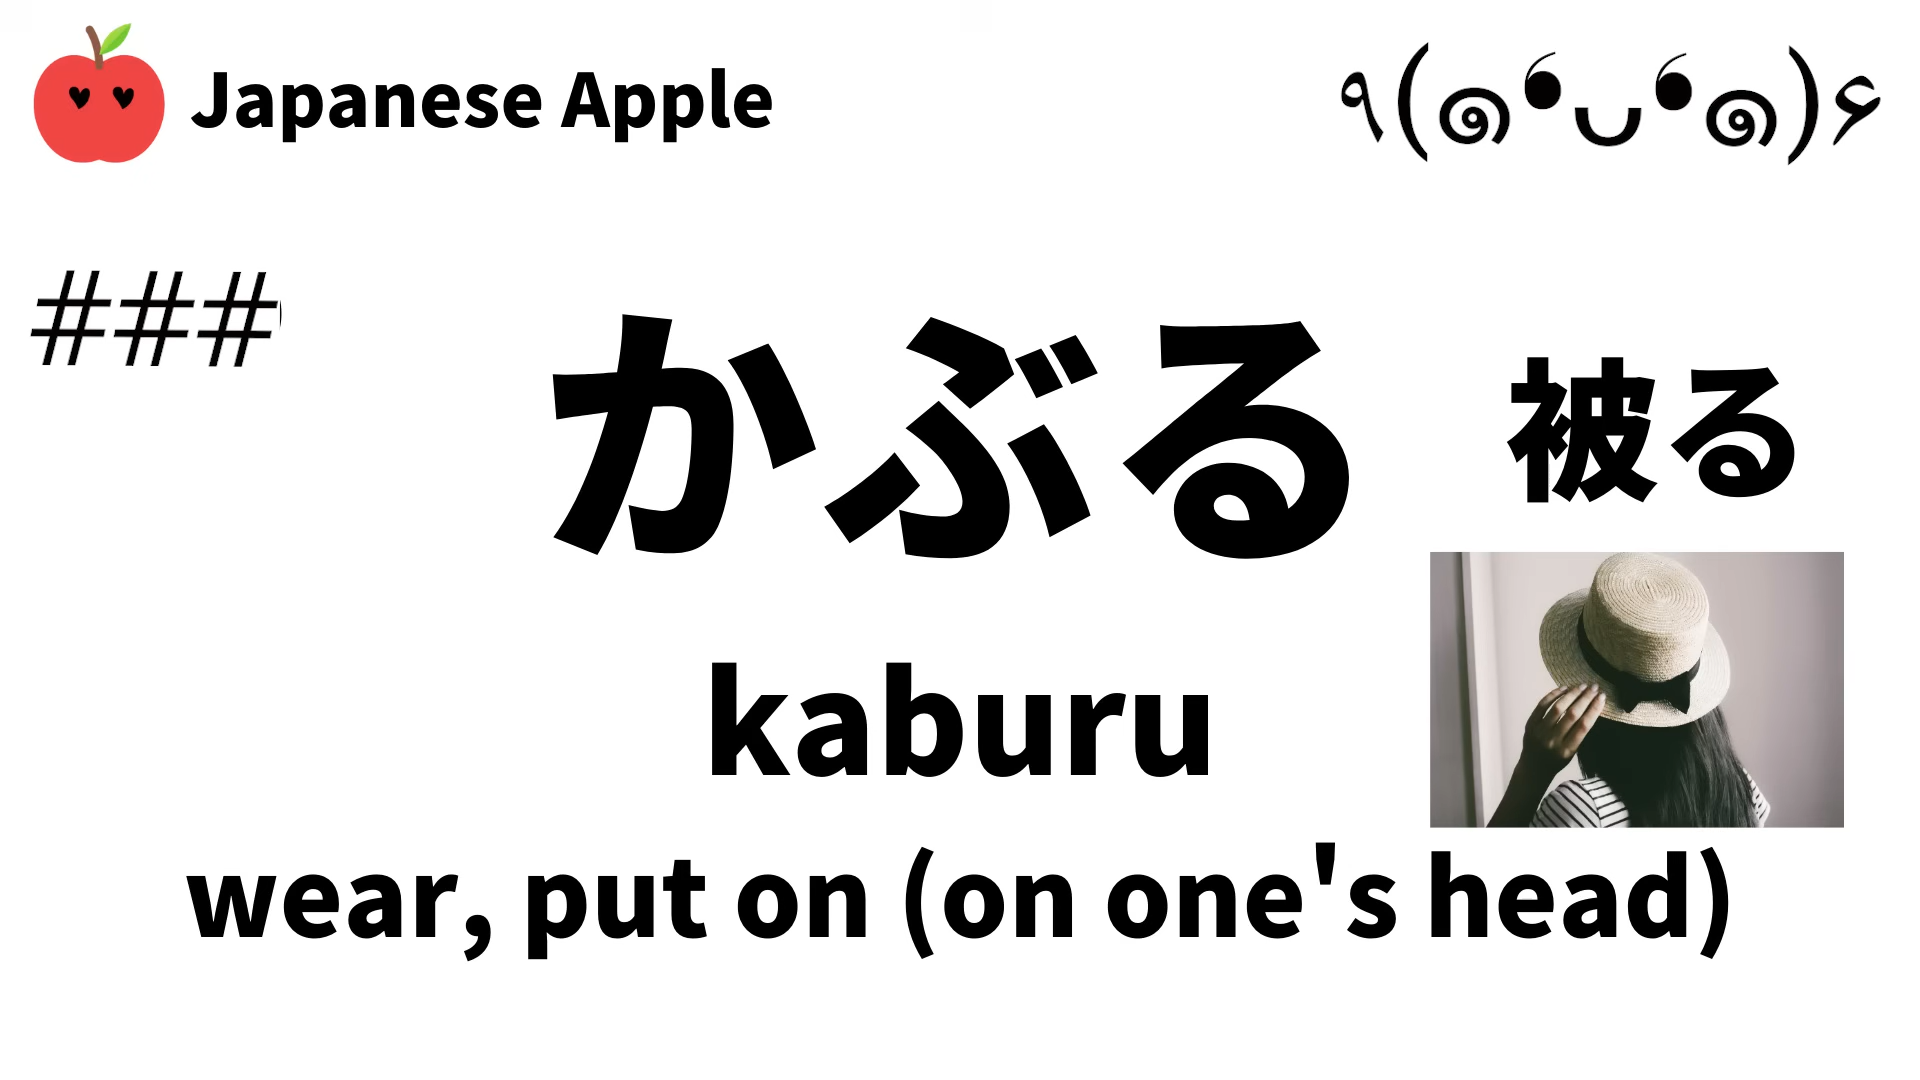 Japanese Apple
٩(๑❛ᴗ❛๑)۶
###
かぶる
被る
kaburu
wear, put on (on one's head)